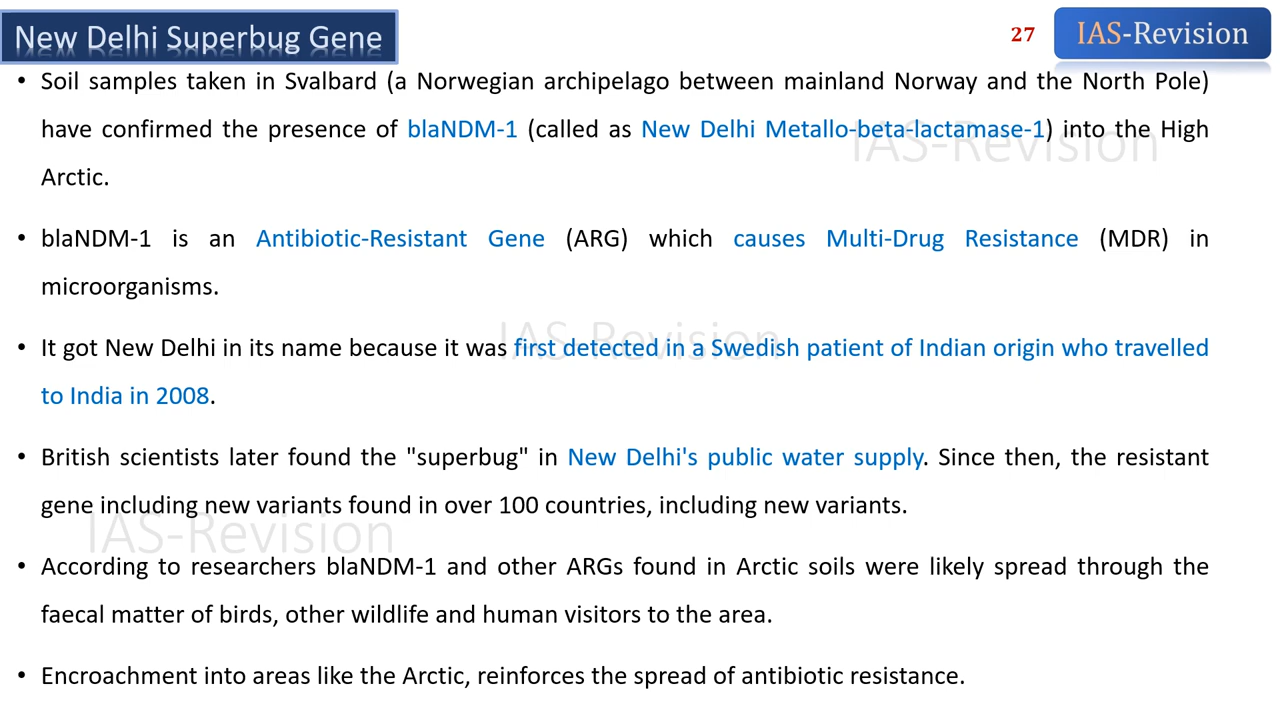 New Delhi Superbug Gene
27
IAS-Revision
• Soil samples taken in Svalbard (a Norwegian archipelago between mainland Norway and the North Pole)
have confirmed the presence of blaNDM-1 (called as New Delhi Metallo-beta-lactamase-1) into the High
Arctic.
IAS-Revision
• blaNDM-1 is an Antibiotic-Resistant Gene (ARG) which causes Multi-Drug Resistance (MDR) in
microorganisms.
• It got New Delhi in its name because it was first detected in a Swedish patient of Indian origin who travelled
to India in 2008.
IAS-Revision
• British scientists later found the "superbug" in New Delhi's public water supply. Since then, the resistant
gene including new variants found in over 100 countries, including new variants.
IAS-Revision
• According to researchers blaNDM-1 and other ARGs found in Arctic soils were likely spread through the
faecal matter of birds, other wildlife and human visitors to the area.
• Encroachment into areas like the Arctic, reinforces the spread of antibiotic resistance.